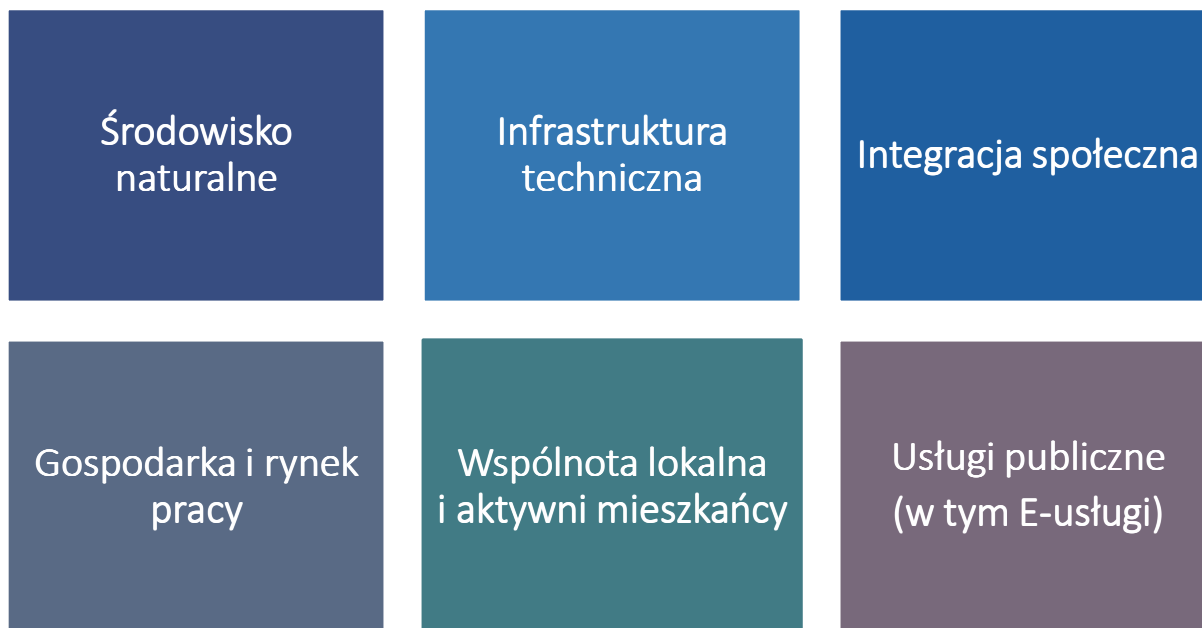 Środowisko
naturalne
Infrastruktura
techniczna
Integracja społeczna
Gospodarka i rynek
pracy
Wspólnota lokalna
i aktywni mieszkańcy
Usługi publiczne
(w tym E-usługi)